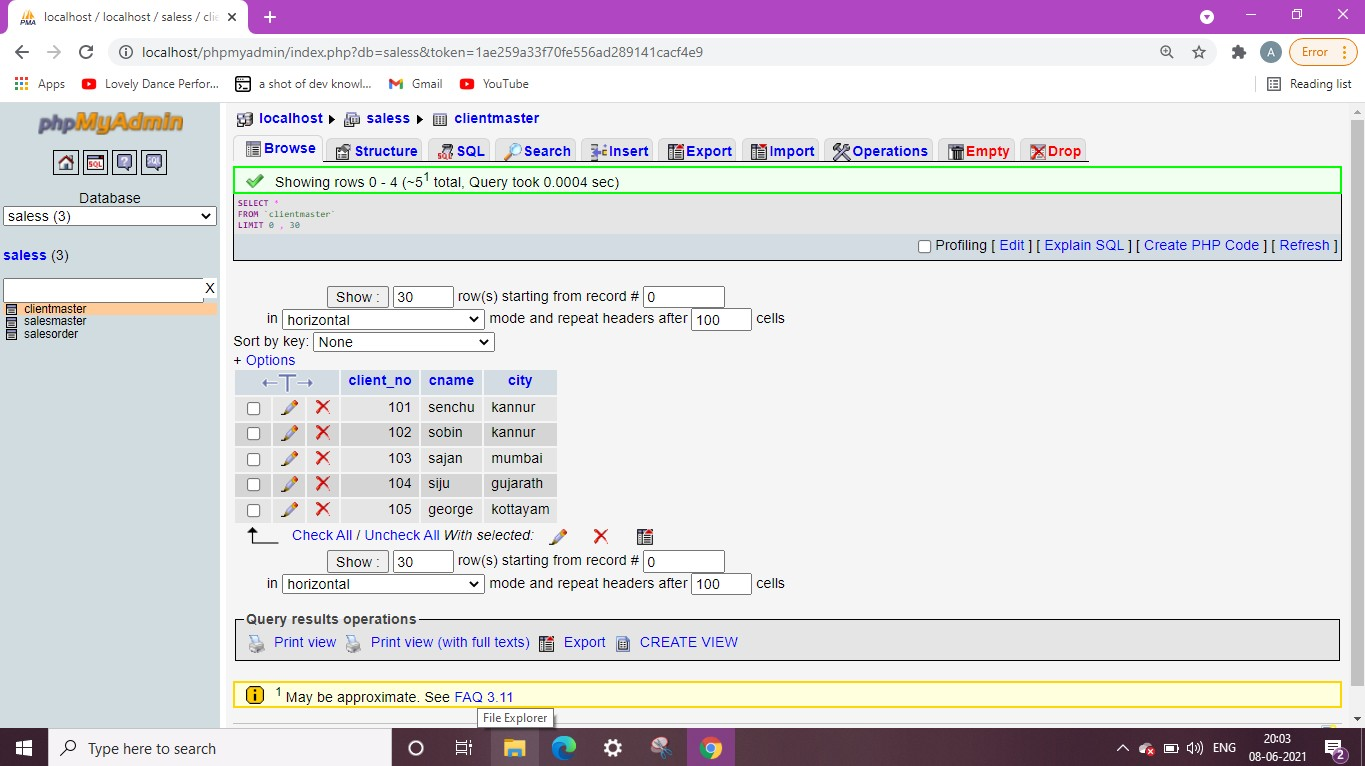 localhost / localhost / saless / clie
localhost/phpmyadmin/index.php?db=saless&token=1ae259a33f70fe556ad289141cacf4e9
A
Error
Apps
Lovely Dance Perfor...
a shot of dev knowl...
Gmail
YouTube
Reading list
phpMyAdmin
SQL
Database
saless (3)
saless (3)
X
clientmaster
salesmaster
salesorder
localhost
saless
clientmaster
Browse
Structure
SQL
Search
Insert
Export
Import
Operations
Empty
Drop
Showing rows 0 - 4 (~5¹ total, Query took 0.0004 sec)
SELECT *
FROM `clientmaster`
LIMIT 0 , 30
Profiling [ Edit ] [ Explain SQL ] [ Create PHP Code ] [ Refresh ]
Show : 30 row(s) starting from record # 0
in horizontal mode and repeat headers after 100 cells
Sort by key: None
+ Options
←T→ client_no cname city
101 senchu kannur
102 sobin kannur
103 sajan mumbai
104 siju gujarath
105 george kottayam
Check All / Uncheck All With selected:
Show : 30 row(s) starting from record # 0
in horizontal mode and repeat headers after 100 cells
Query results operations
Print view
Print view (with full texts)
Export
CREATE VIEW
¹ May be approximate. See FAQ 3.11
File Explorer
Type here to search
ENG
20:03
08-06-2021
2